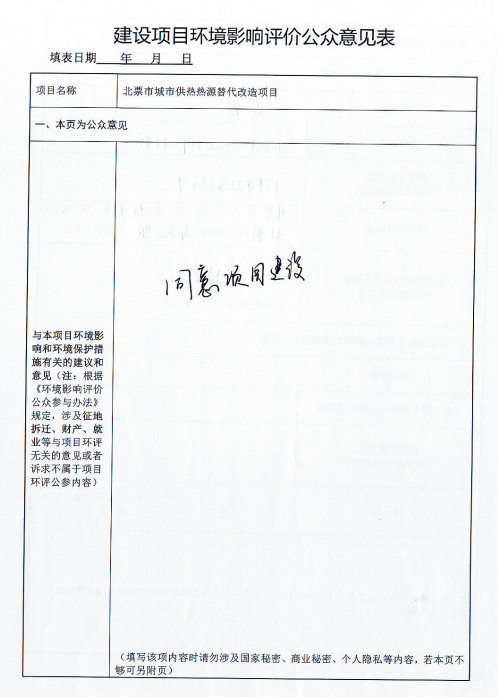 建设项目环境影响评价公众意见表
填表日期 年 月 日
项目名称
北票市城市供热热源替代改造项目
一、本页为公众意见
同意项目建设
与本项目环境影
响和环境保护措
施有关的建议和
意见（注：根据
《环境影响评价
公众参与办法》
规定，涉及征地
拆迁、财产、就
业等与项目环评
无关的意见或者
诉求不属于项目
环评公参内容）
（填写该项内容时请勿涉及国家秘密、商业秘密、个人隐私等内容，若本页不
够可另附页）